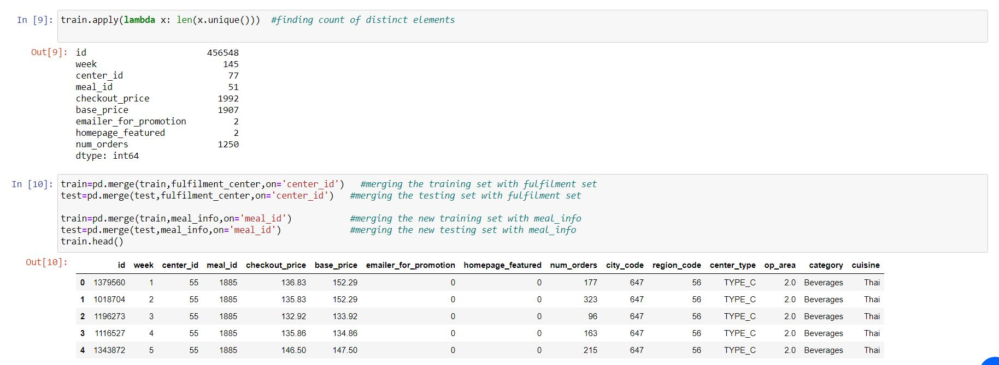 In [9]: train.apply(lambda x: len(x.unique()))  #finding count of distinct elements
Out[9]: id 456548
week 145
center_id 77
meal_id 51
checkout_price 1992
base_price 1907
emailer_for_promotion 2
homepage_featured 2
num_orders 1250
dtype: int64
In [10]: train=pd.merge(train,fulfilment_center,on='center_id')   #merging the training set with fulfilment set
test=pd.merge(test,fulfilment_center,on='center_id')   #merging the testing set with fulfilment set
train=pd.merge(train,meal_info,on='meal_id')           #merging the new training set with meal_info
test=pd.merge(test,meal_info,on='meal_id')             #merging the new testing set with meal_info
train.head()
Out[10]: id week center_id meal_id checkout_price base_price emailer_for_promotion homepage_featured num_orders city_code region_code center_type op_area category cuisine
0 1379560 1 55 1885 136.83 152.29 0 0 177 647 56 TYPE_C 2.0 Beverages Thai
1 1018704 2 55 1885 135.83 152.29 0 0 323 647 56 TYPE_C 2.0 Beverages Thai
2 1196273 3 55 1885 132.92 133.92 0 0 96 647 56 TYPE_C 2.0 Beverages Thai
3 1116527 4 55 1885 135.86 134.86 0 0 163 647 56 TYPE_C 2.0 Beverages Thai
4 1343872 5 55 1885 146.50 147.50 0 0 215 647 56 TYPE_C 2.0 Beverages Thai